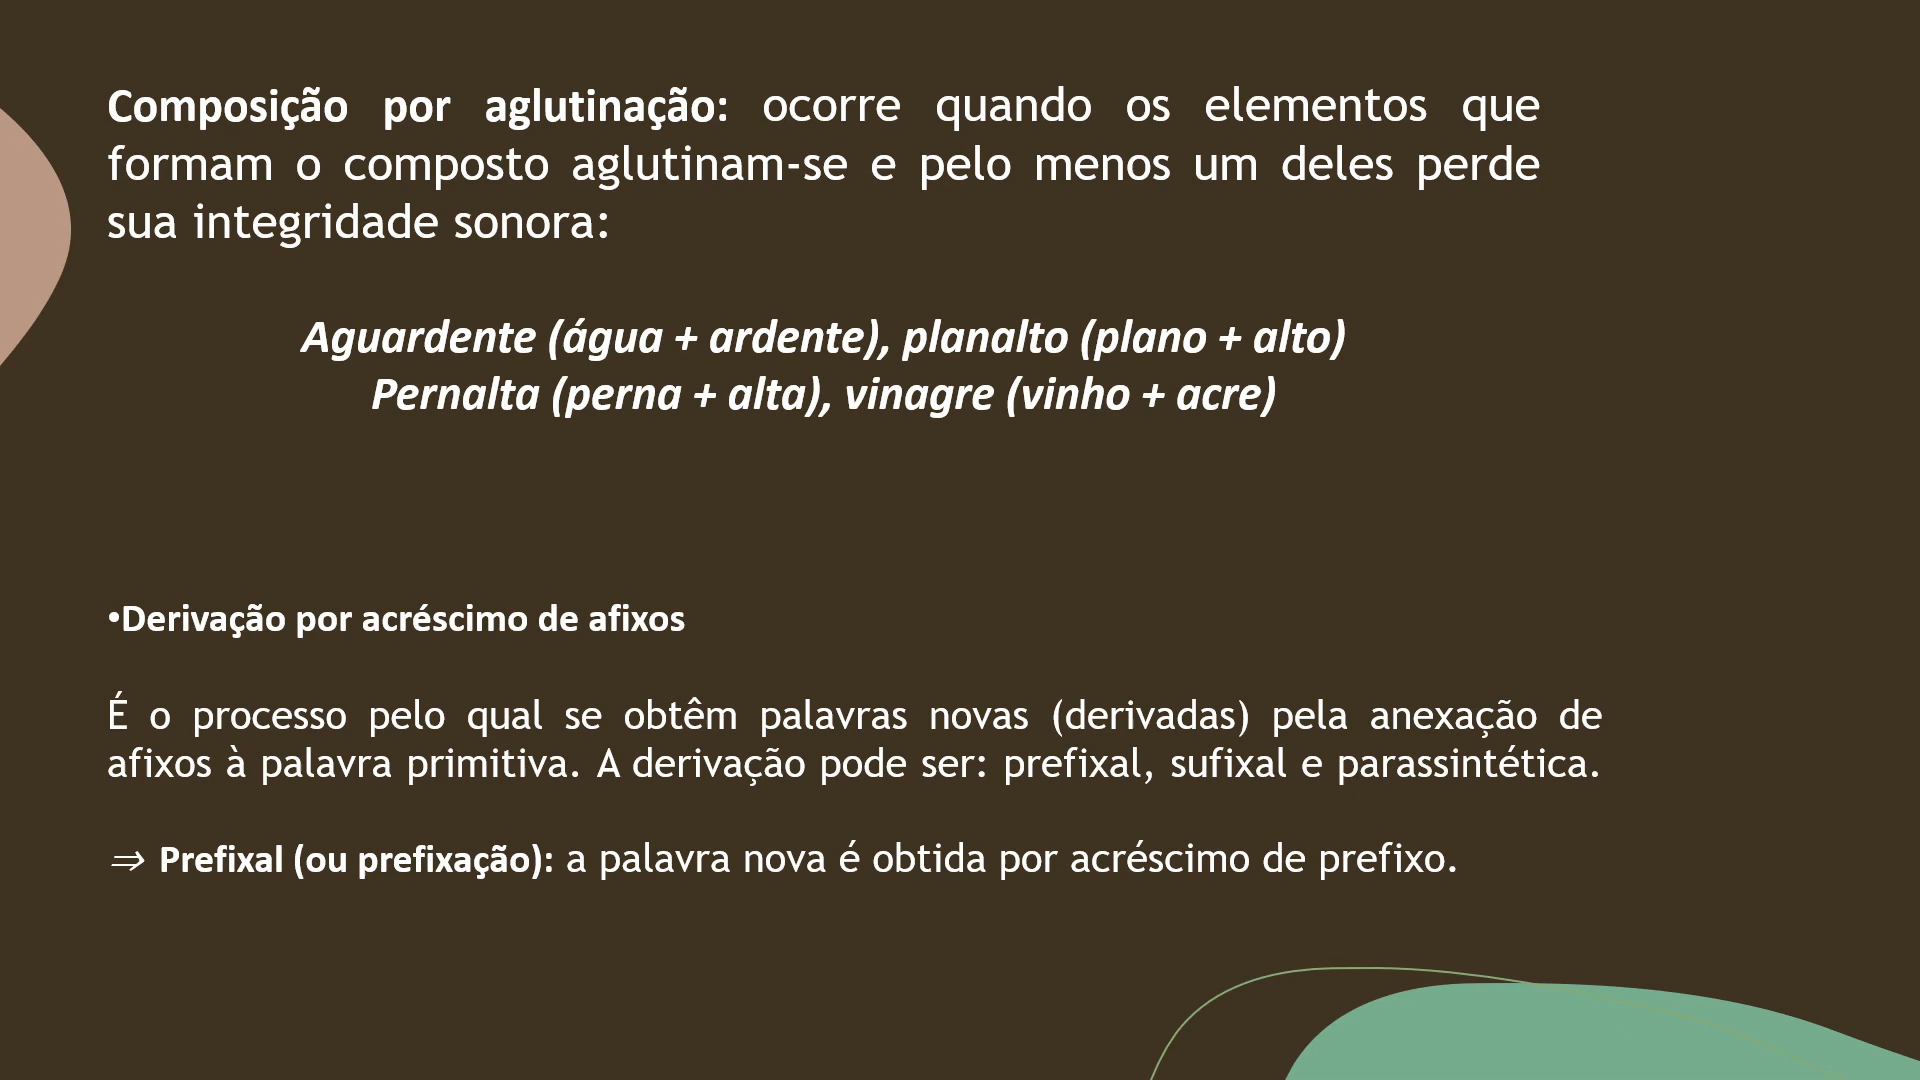 Composição por aglutinação: ocorre quando os elementos que
formam o composto aglutinam-se e pelo menos um deles perde
sua integridade sonora:
Aguardente (água + ardente), planalto (plano + alto)
Pernalta (perna + alta), vinagre (vinho + acre)
•Derivação por acréscimo de afixos
É o processo pelo qual se obtêm palavras novas (derivadas) pela anexação de
afixos à palavra primitiva. A derivação pode ser: prefixal, sufixal e parassintética.
⇒ Prefixal (ou prefixação): a palavra nova é obtida por acréscimo de prefixo.